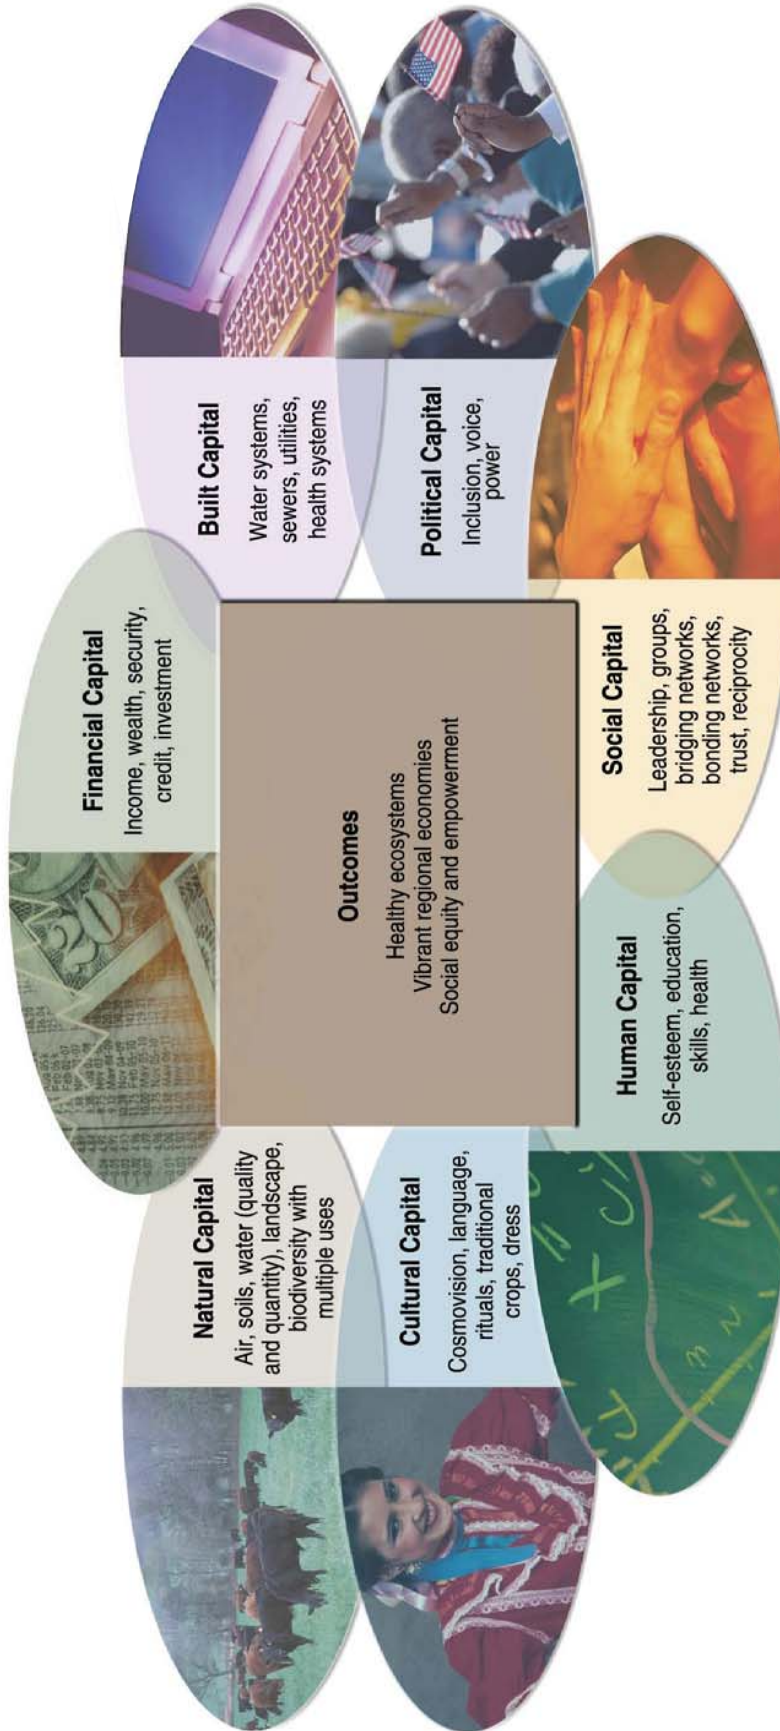 Financial Capital
Income, wealth, security,
credit, investment
Natural Capital
Air, soils, water (quality
and quantity), landscape,
biodiversity with
multiple uses
Built Capital
Water systems,
sewers, utilities,
health systems
Cultural Capital
Cosmovision, language,
rituals, traditional
crops, dress
Outcomes
Healthy ecosystems
Vibrant regional economies
Social equity and empowerment
Political Capital
Inclusion, voice,
power
Human Capital
Self-esteem, education,
skills, health
Social Capital
Leadership, groups,
bridging networks,
bonding networks,
trust, reciprocity